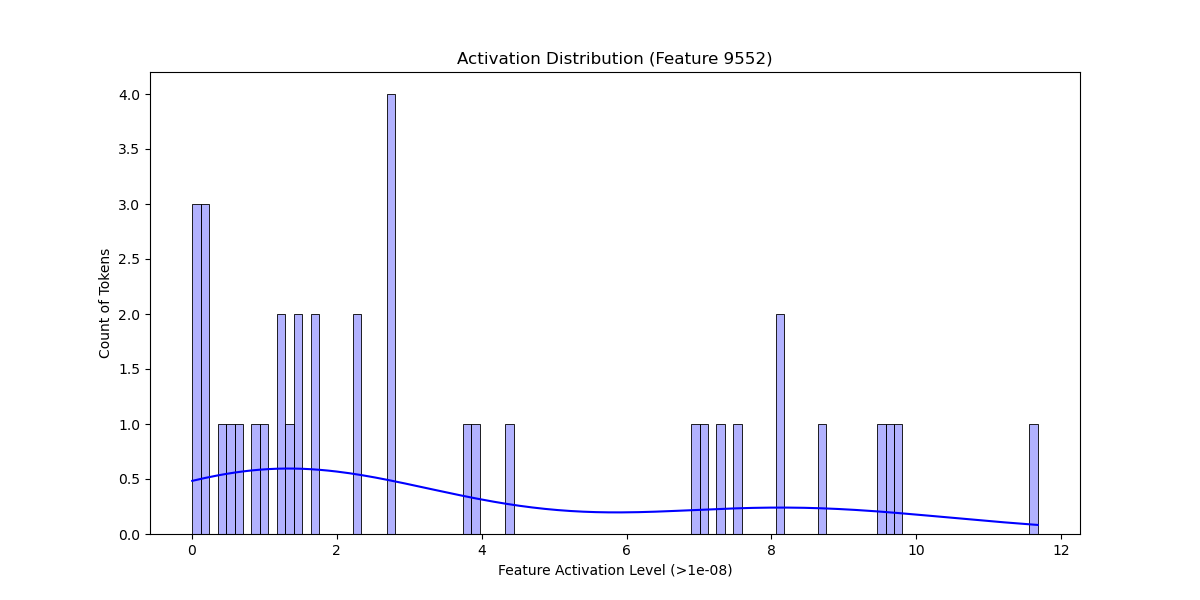 Activation Distribution (Feature 9552)
4.0
3.5
3.0
2.5
2.0
1.5
1.0
0.5
0.0
Count of Tokens
0 2 4 6 8 10 12
Feature Activation Level (>1e-08)